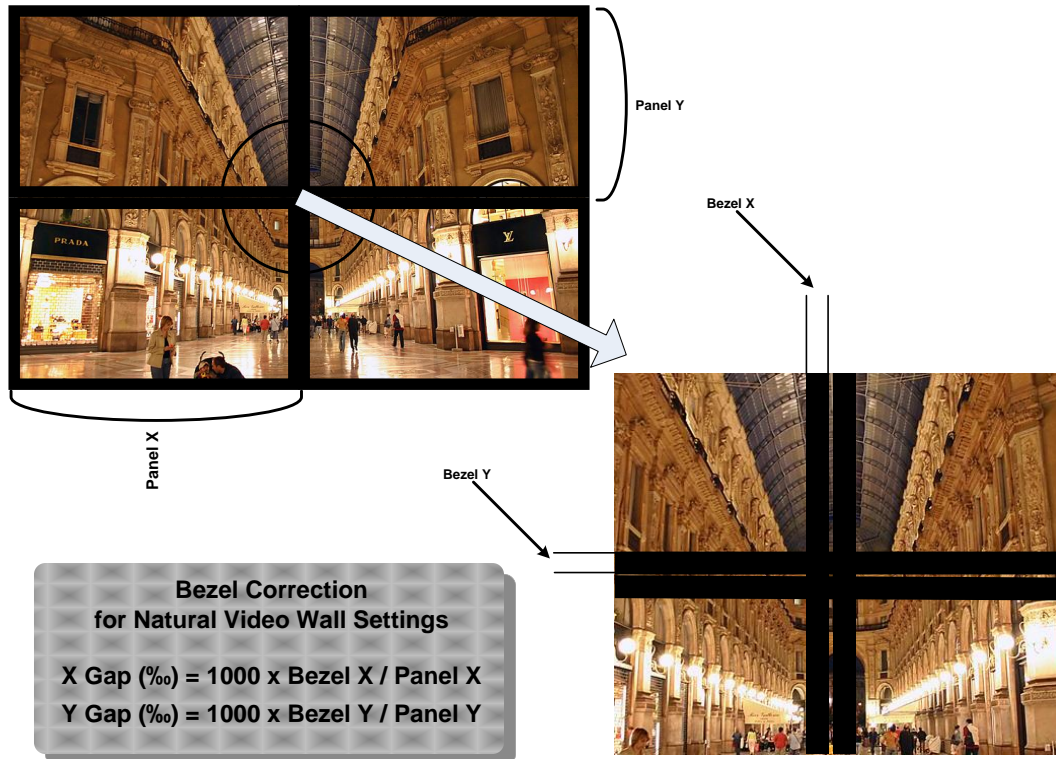 Panel Y
PRADA
LV
Bezel X
Panel X
Bezel Y
Bezel Correction
for Natural Video Wall Settings
X Gap (‰) = 1000 x Bezel X / Panel X
Y Gap (‰) = 1000 x Bezel Y / Panel Y